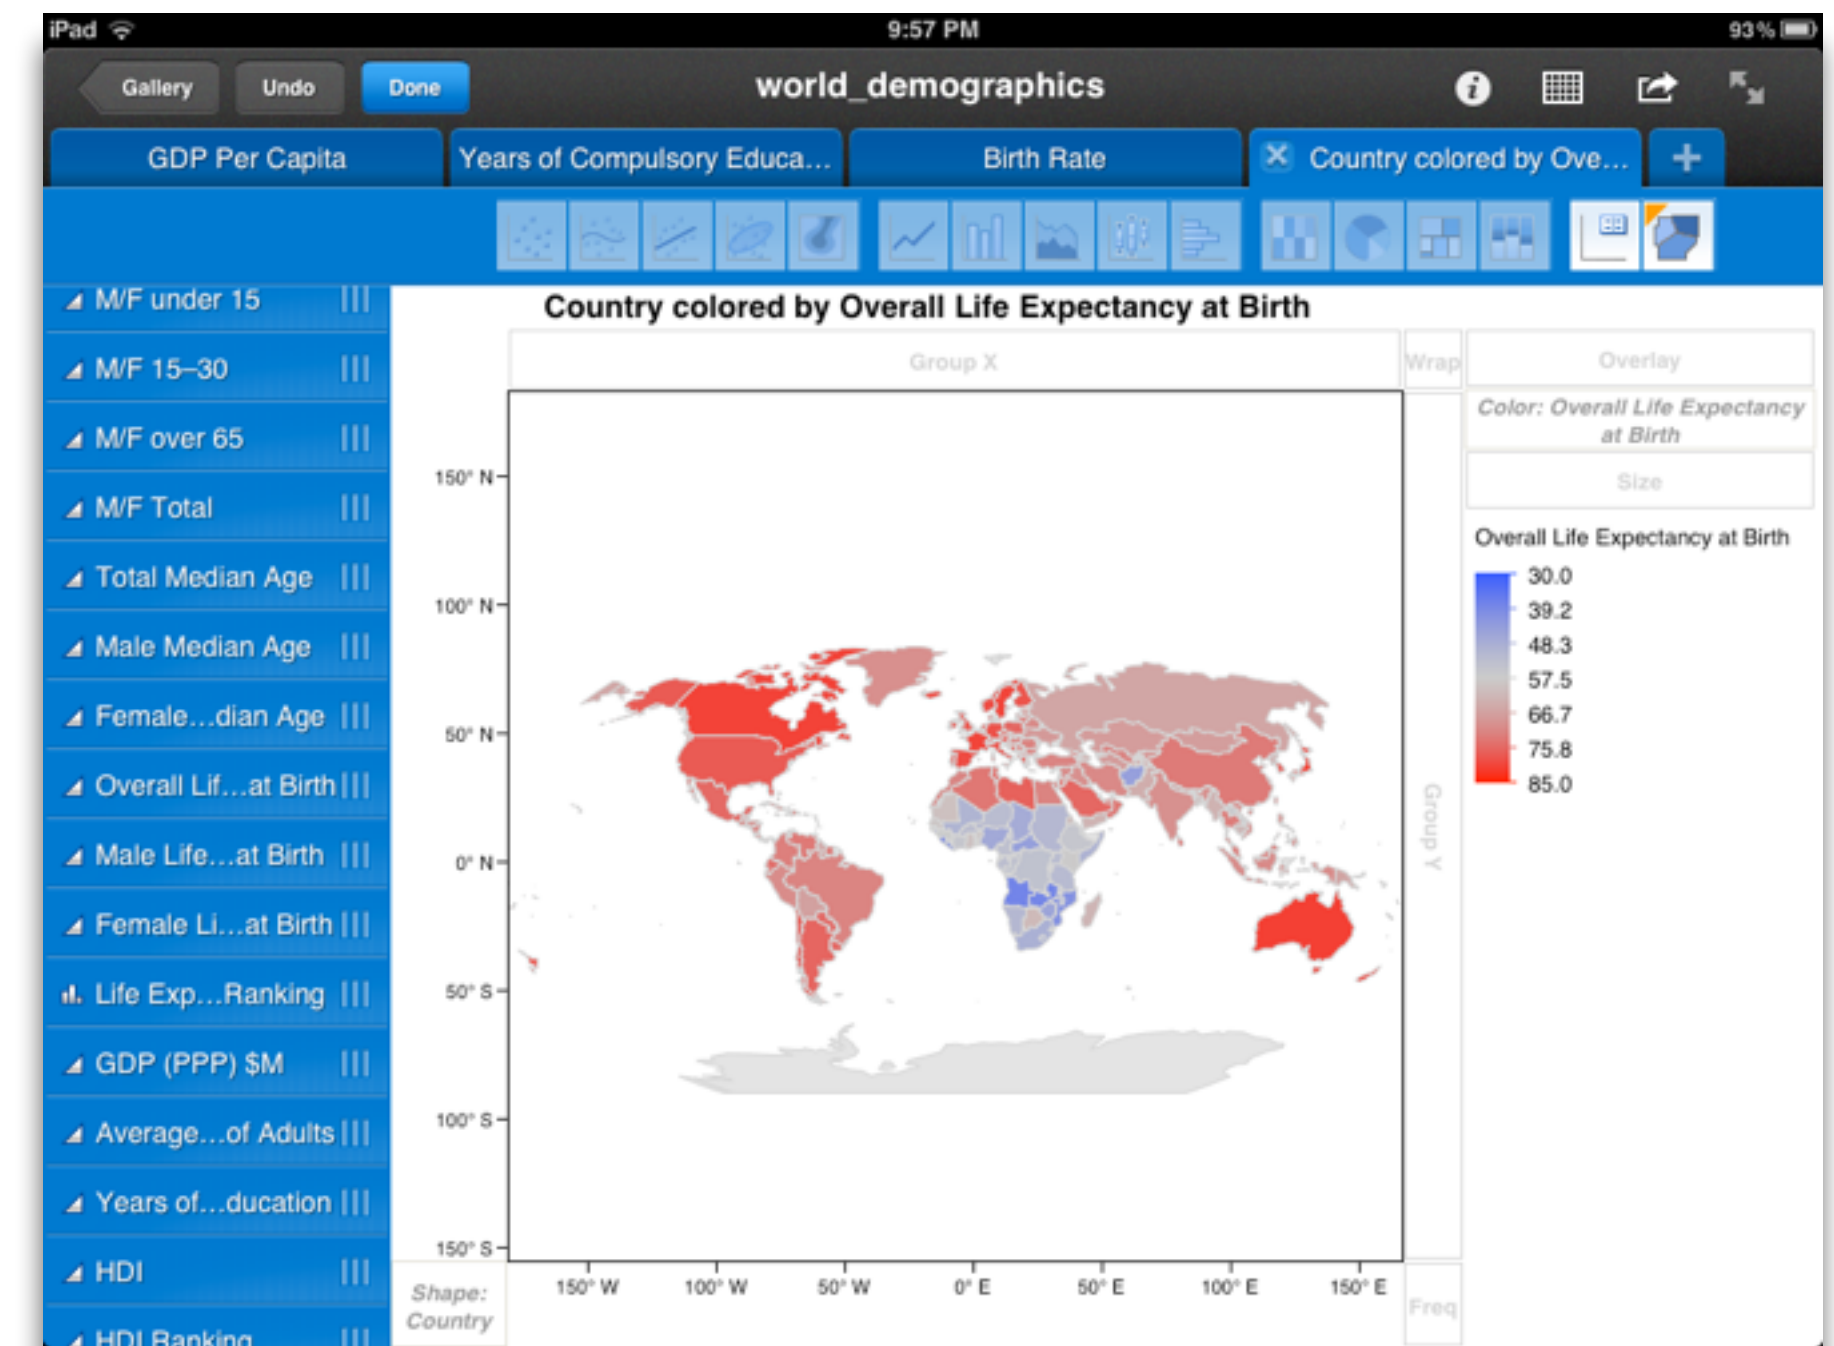 iPad 9:57 PM 93%
Gallery Undo Done world_demographics
GDP Per Capita Years of Compulsory Educa... Birth Rate Country colored by Ove... +
M/F under 15
M/F 15–30
M/F over 65
M/F Total
Total Median Age
Male Median Age
Female...dian Age
Overall Lif...at Birth
Male Life...at Birth
Female Li...at Birth
Life Exp...Ranking
GDP (PPP) $M
Average...of Adults
Years of...ducation
HDI
HDI Ranking
Country colored by Overall Life Expectancy at Birth
Group X
Wrap
Overlay
Color: Overall Life Expectancy
at Birth
Size
Overall Life Expectancy at Birth
30.0
39.2
48.3
57.5
66.7
75.8
85.0
150° N
100° N
50° N
0° N
50° S
100° S
150° S
Group Y
150° W 100° W 50° W 0° E 50° E 100° E 150° E
Shape:
Country
Freq